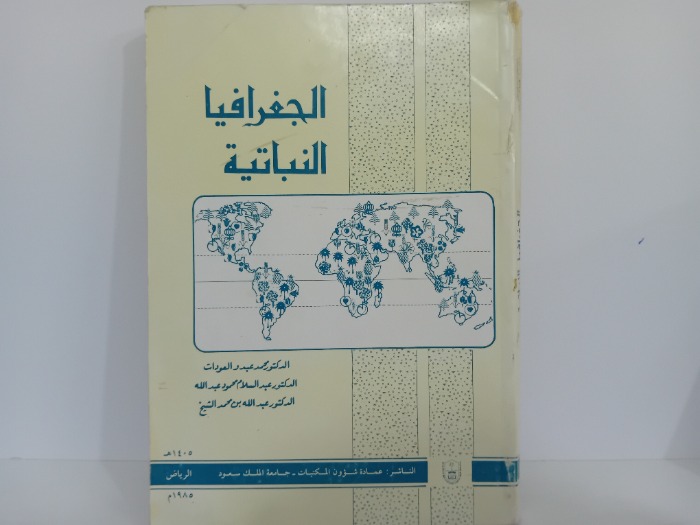 الجغرافيا
النباتية
الدكتور محمد عبدو العودات
الدكتور عبد السلام محمود عبد الله
الدكتور عبد الله بن محمد الشيخ
١٤٠٥هـ
الناشر: عمادة شؤون المكتبات - جامعة الملك سعود الرياض
١٩٨٥م